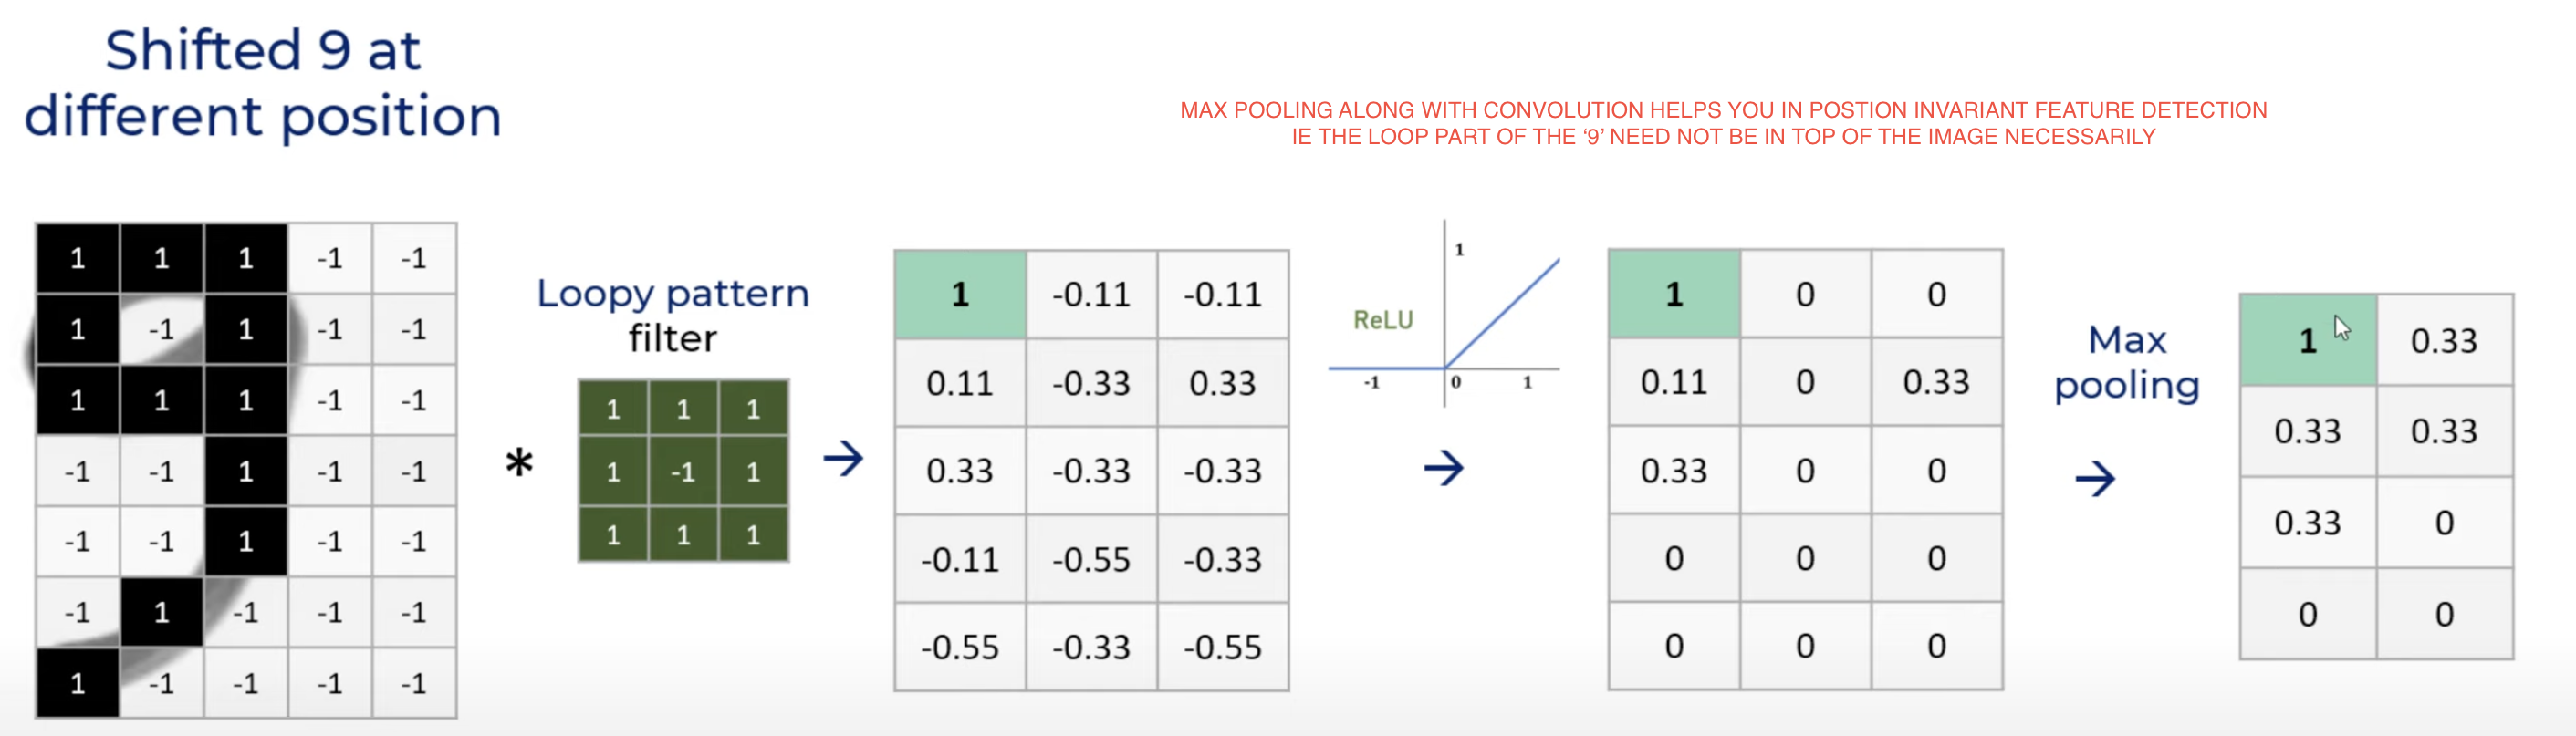 Shifted 9 at
different position
MAX POOLING ALONG WITH CONVOLUTION HELPS YOU IN POSTION INVARIANT FEATURE DETECTION
IE THE LOOP PART OF THE ‘9’ NEED NOT BE IN TOP OF THE IMAGE NECESSARILY
1 1 1 -1 -1
1 -1 1 -1 -1
1 1 1 -1 -1
-1 -1 1 -1 -1
-1 -1 1 -1 -1
-1 1 -1 -1 -1
1 -1 -1 -1 -1
*
Loopy pattern
filter
1 1 1
1 -1 1
1 1 1
→
1 -0.11 -0.11
0.11 -0.33 0.33
0.33 -0.33 -0.33
-0.11 -0.55 -0.33
-0.55 -0.33 -0.55
1
ReLU
-1 0 1
→
1 0 0
0.11 0 0.33
0.33 0 0
0 0 0
0 0 0
Max
pooling
→
1 0.33
0.33 0.33
0.33 0
0 0